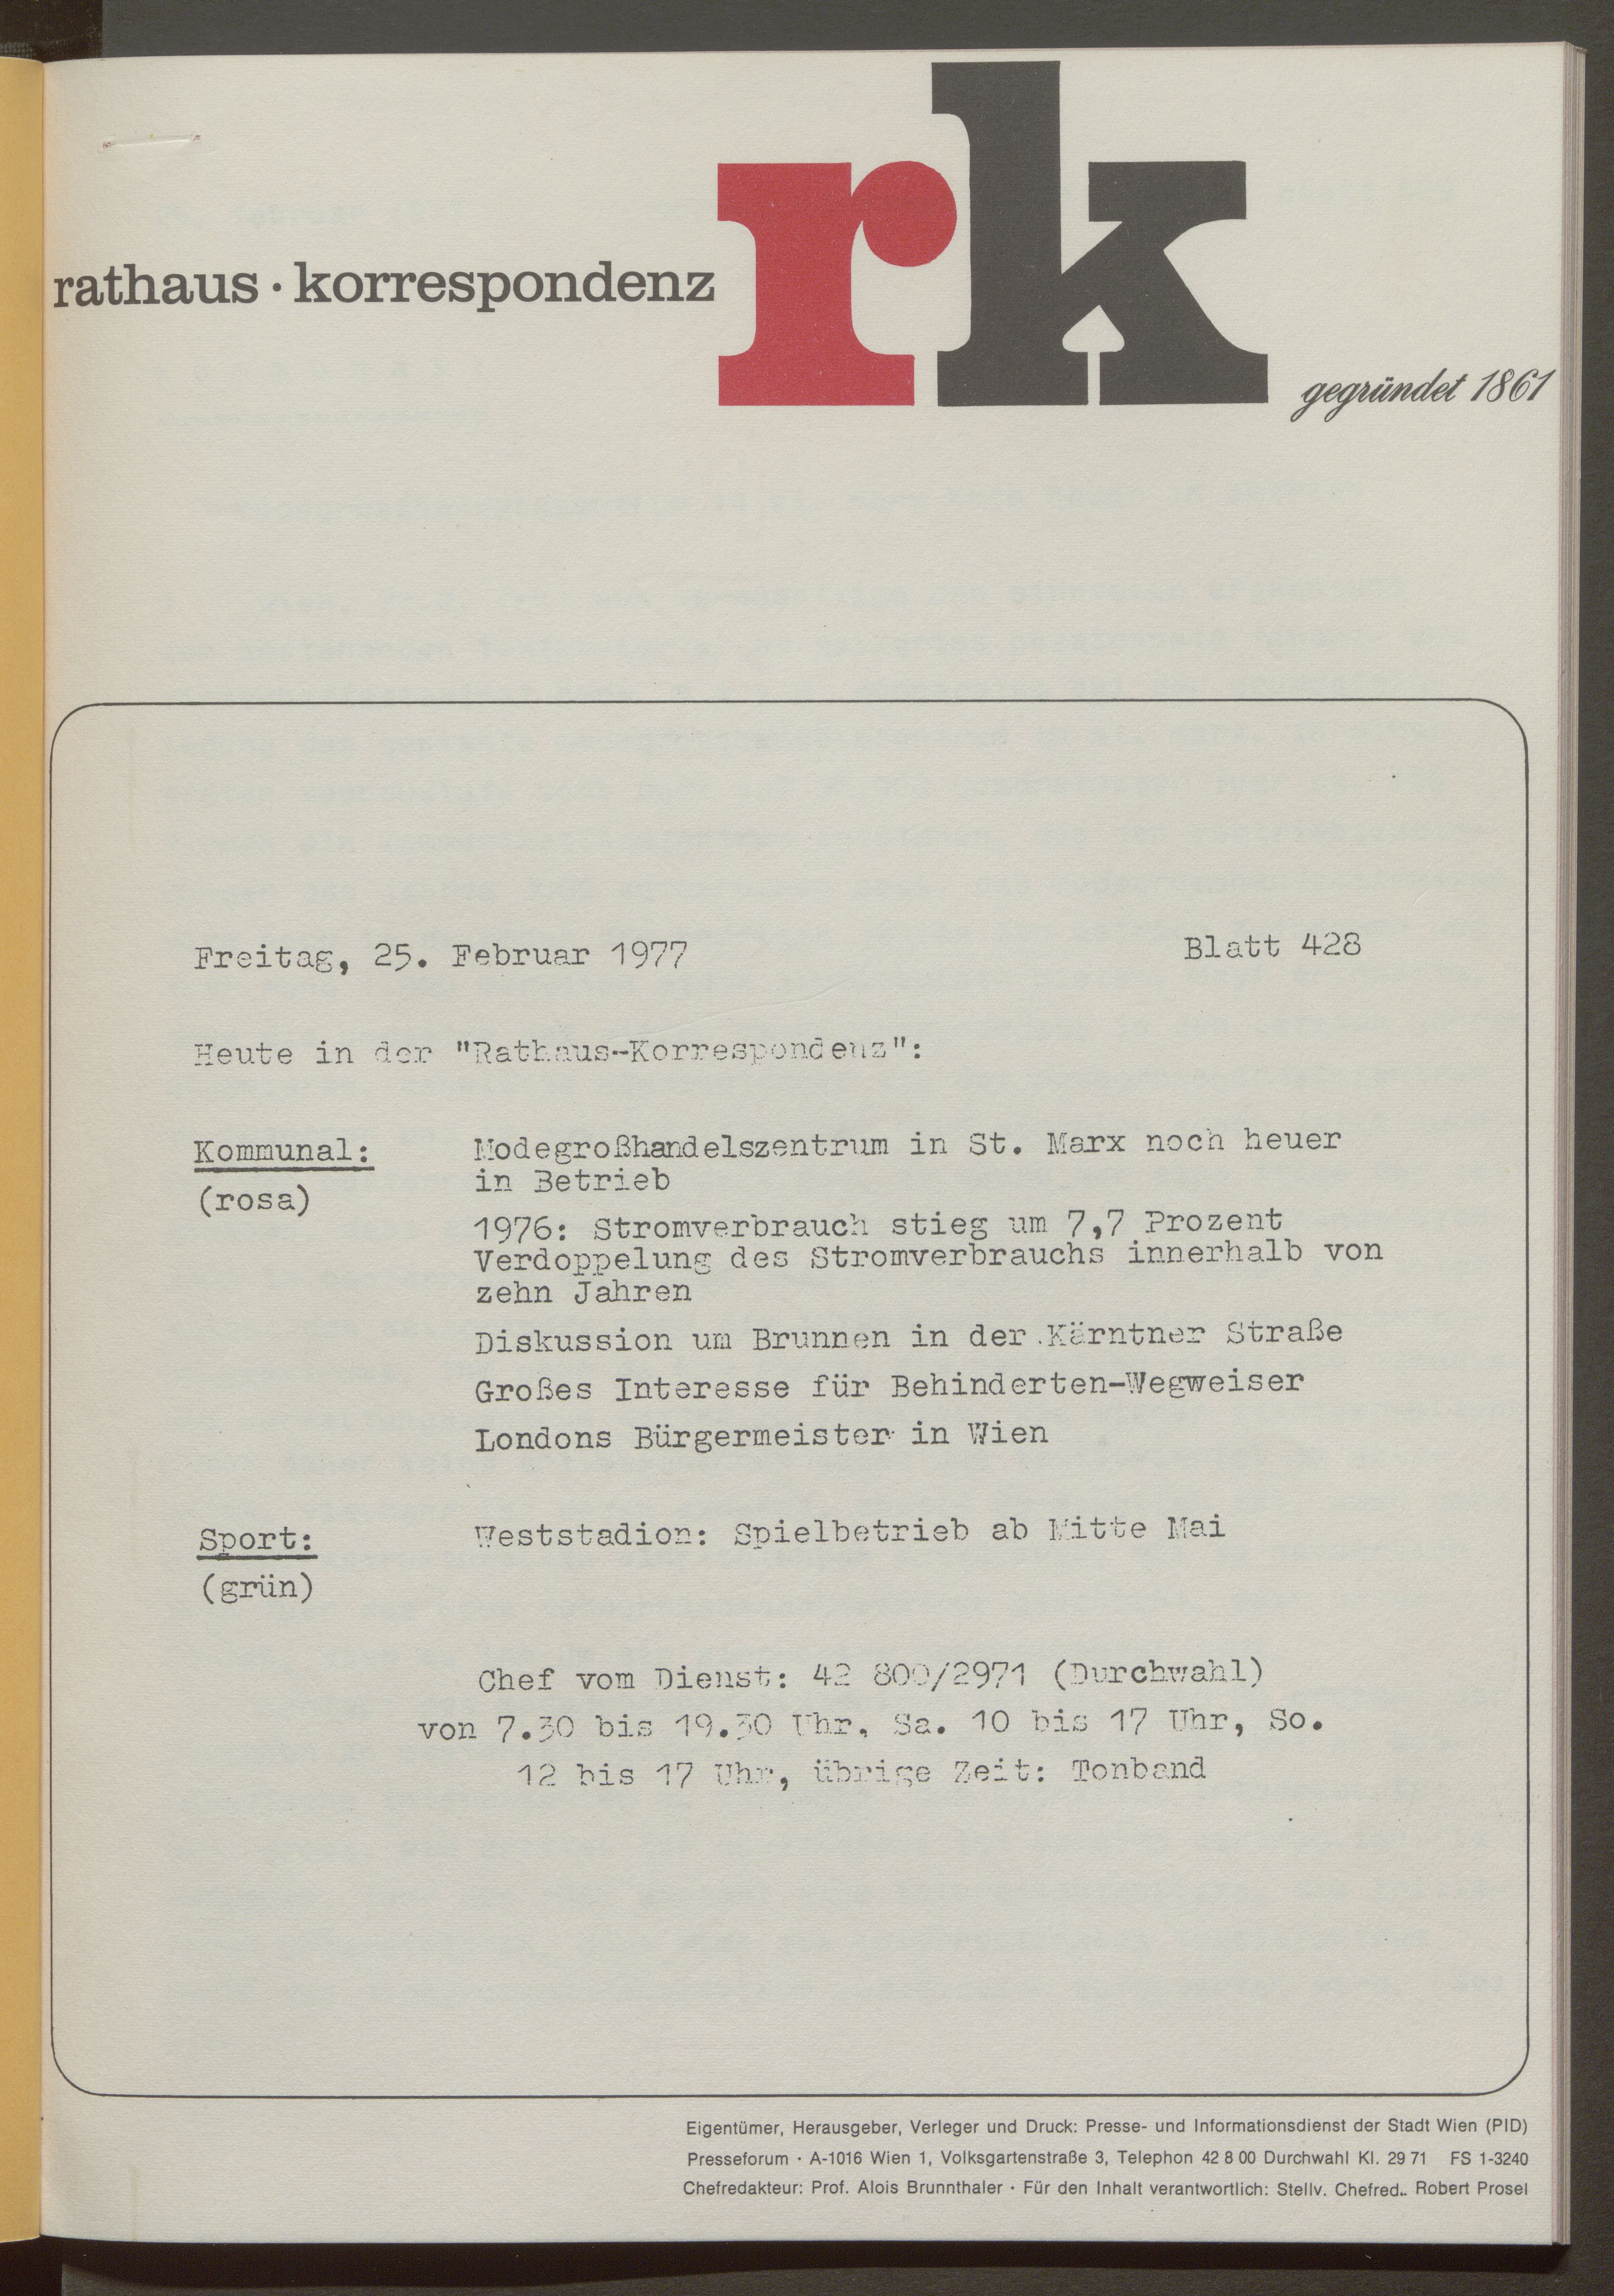 rathaus · korrespondenz
rk
gegründet 1861
Freitag, 25. Februar 1977 Blatt 428
Heute in der "Rathaus-Korrespondenz":
Kommunal: Modegroßhandelszentrum in St. Marx noch heuer
in Betrieb
(rosa)
1976: Stromverbrauch stieg um 7,7 Prozent
Verdoppelung des Stromverbrauchs innerhalb von
zehn Jahren
Diskussion um Brunnen in der Kärntner Straße
Großes Interesse für Behinderten-Wegweiser
Londons Bürgermeister in Wien
Sport: Weststadion: Spielbetrieb ab Mitte Mai
(grün)
Chef vom Dienst: 42 800/2971 (Durchwahl)
von 7.30 bis 19.30 Uhr, Sa. 10 bis 17 Uhr, So.
12 bis 17 Uhr, übrige Zeit: Tonband
Eigentümer, Herausgeber, Verleger und Druck: Presse- und Informationsdienst der Stadt Wien (PID)
Presseforum · A-1016 Wien 1, Volksgartenstraße 3, Telephon 42 8 00 Durchwahl Kl. 29 71 FS 1-3240
Chefredakteur: Prof. Alois Brunnthaler · Für den Inhalt verantwortlich: Stellv. Chefred.. Robert Prosel